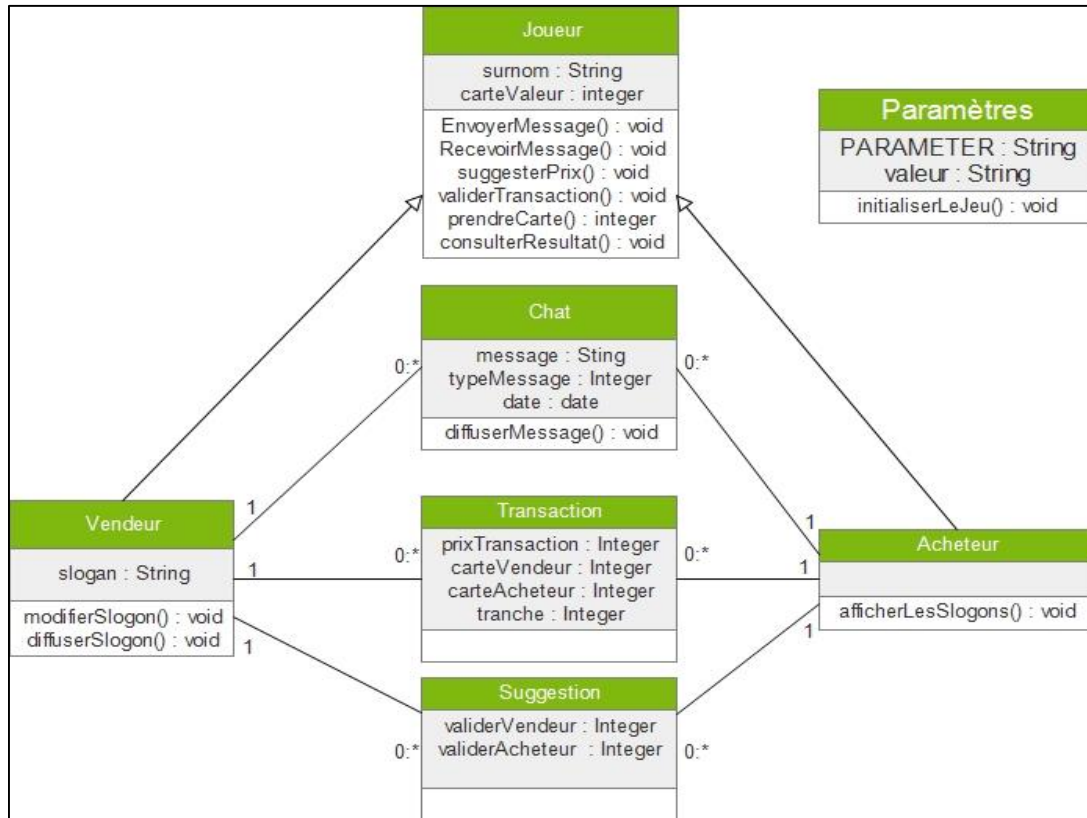 Joueur
surnom : String
carteValeur : integer
EnvoyerMessage() : void
RecevoirMessage() : void
suggesterPrix() : void
validerTransaction() : void
prendreCarte() : integer
consulterResultat() : void
Paramètres
PARAMETER : String
valeur : String
initialiserLeJeu() : void
Chat
message : Sting
typeMessage : Integer
date : date
diffuserMessage() : void
0:*
0:*
1
1
Vendeur
slogan : String
modifierSlogon() : void
diffuserSlogon() : void
1
0:*
Transaction
prixTransaction : Integer
carteVendeur : Integer
carteAcheteur : Integer
tranche : Integer
0:*
1
Acheteur
afficherLesSlogons() : void
1
1
Suggestion
validerVendeur : Integer
validerAcheteur : Integer
0:*
0:*